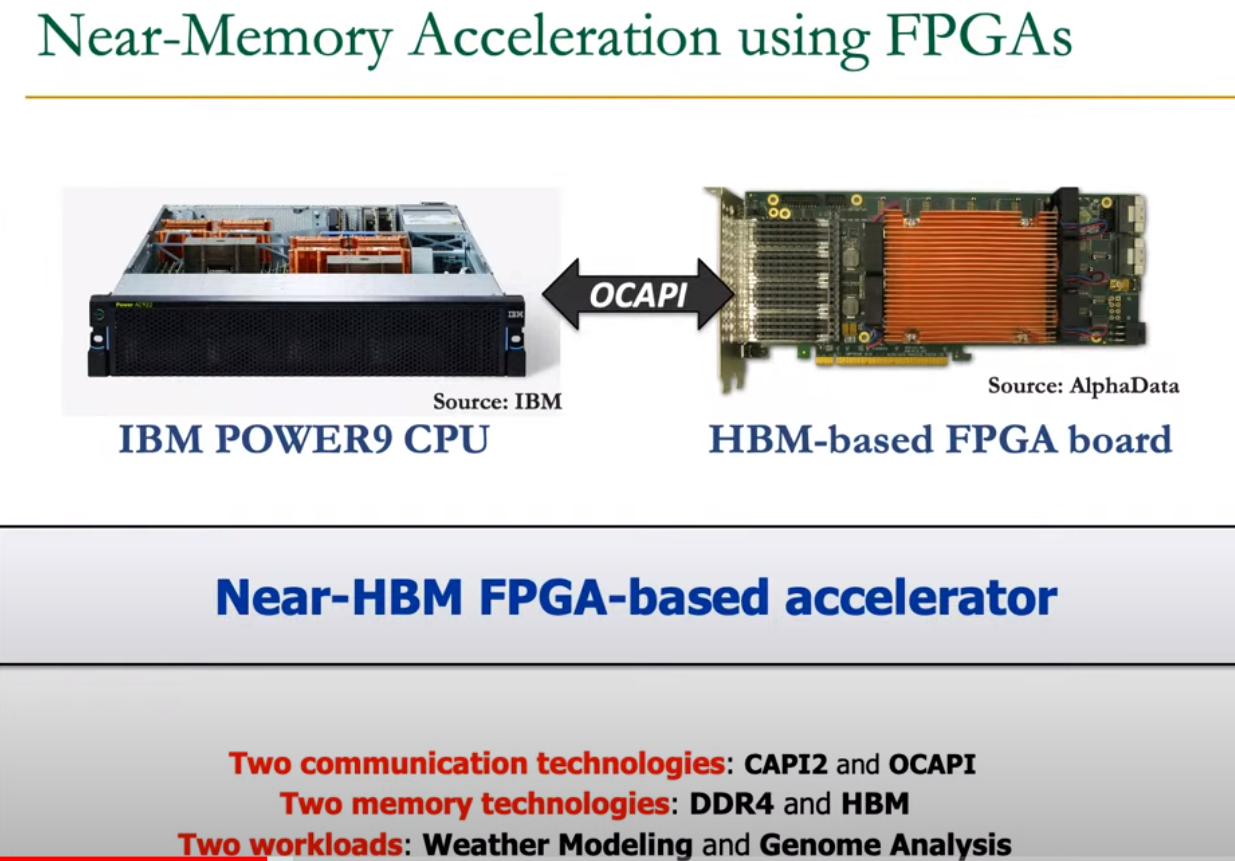 Near-Memory Acceleration using FPGAs
Power AC922
IBM
OCAPI
Source: IBM
Source: AlphaData
IBM POWER9 CPU
HBM-based FPGA board
Near-HBM FPGA-based accelerator
Two communication technologies: CAPI2 and OCAPI
Two memory technologies: DDR4 and HBM
Two workloads: Weather Modeling and Genome Analysis